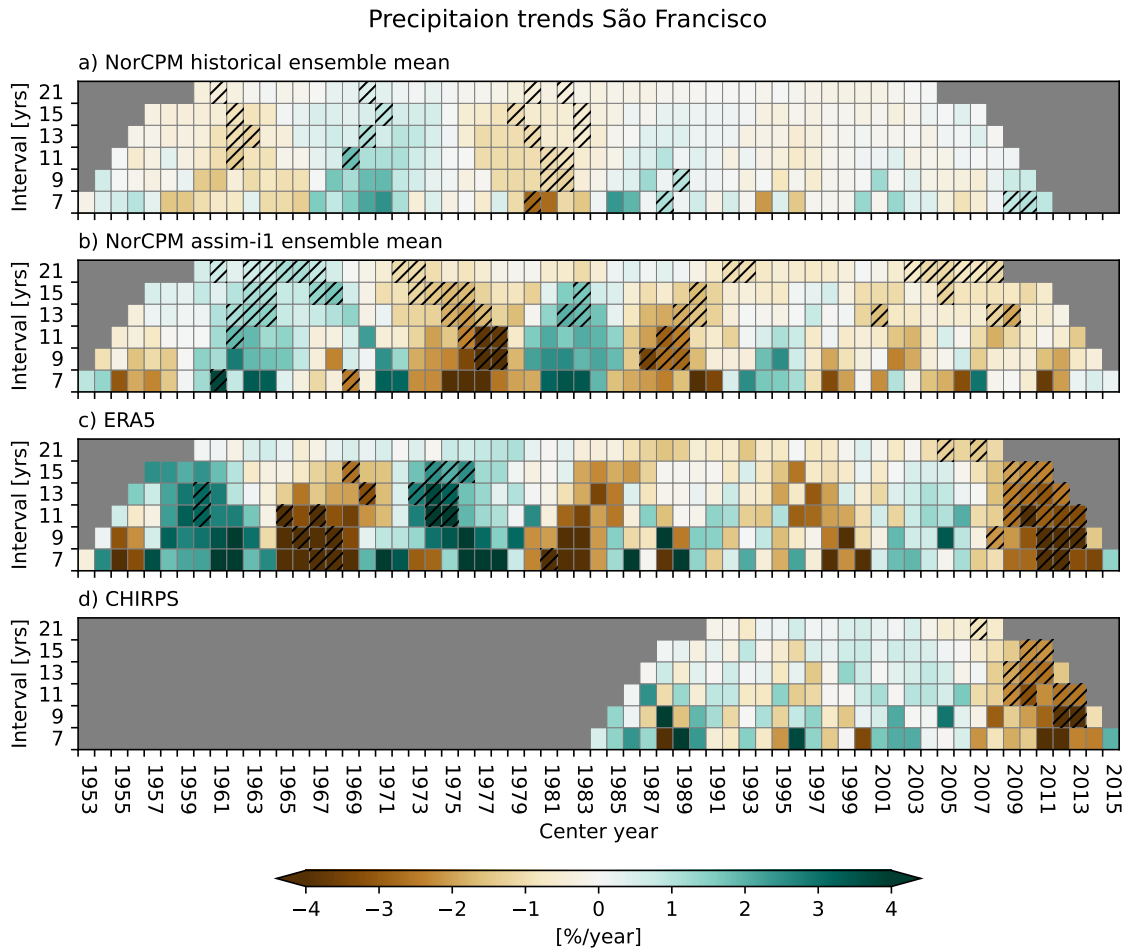 Precipitaion trends São Francisco
a) NorCPM historical ensemble mean
Interval [yrs]
21
15
13
11
9
7
b) NorCPM assim-i1 ensemble mean
Interval [yrs]
21
15
13
11
9
7
c) ERA5
Interval [yrs]
21
15
13
11
9
7
d) CHIRPS
Interval [yrs]
21
15
13
11
9
7
1953 1955 1957 1959 1961 1963 1965 1967 1969 1971 1973 1975 1977 1979 1981 1983 1985 1987 1989 1991 1993 1995 1997 1999 2001 2003 2005 2007 2009 2011 2013 2015
Center year
−4 −3 −2 −1 0 1 2 3 4
[%/year]